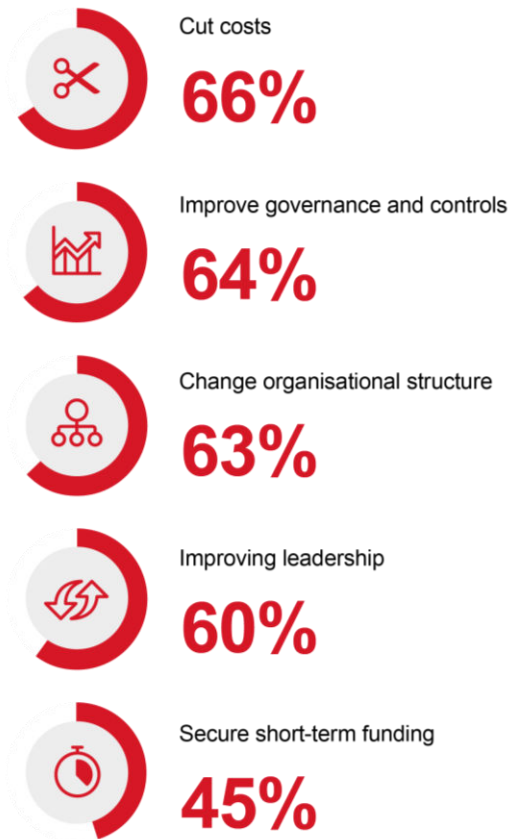 Cut costs
66%
Improve governance and controls
64%
Change organisational structure
63%
Improving leadership
60%
Secure short-term funding
45%